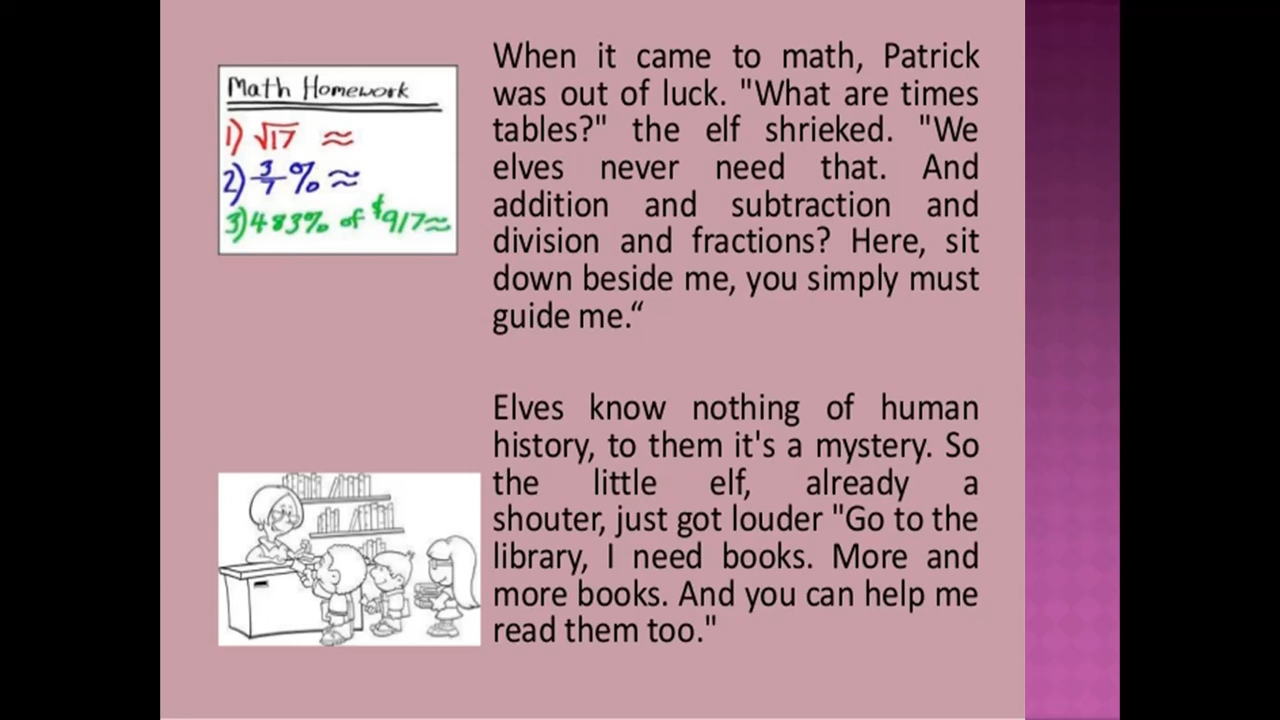 Math Homework
1) √17 ≈
2) 3/7 % ≈
3) 483% of $917≈
When it came to math, Patrick
was out of luck. "What are times
tables?" the elf shrieked. "We
elves never need that. And
addition and subtraction and
division and fractions? Here, sit
down beside me, you simply must
guide me.“
Elves know nothing of human
history, to them it's a mystery. So
the little elf, already a
shouter, just got louder "Go to the
library, I need books. More and
more books. And you can help me
read them too."